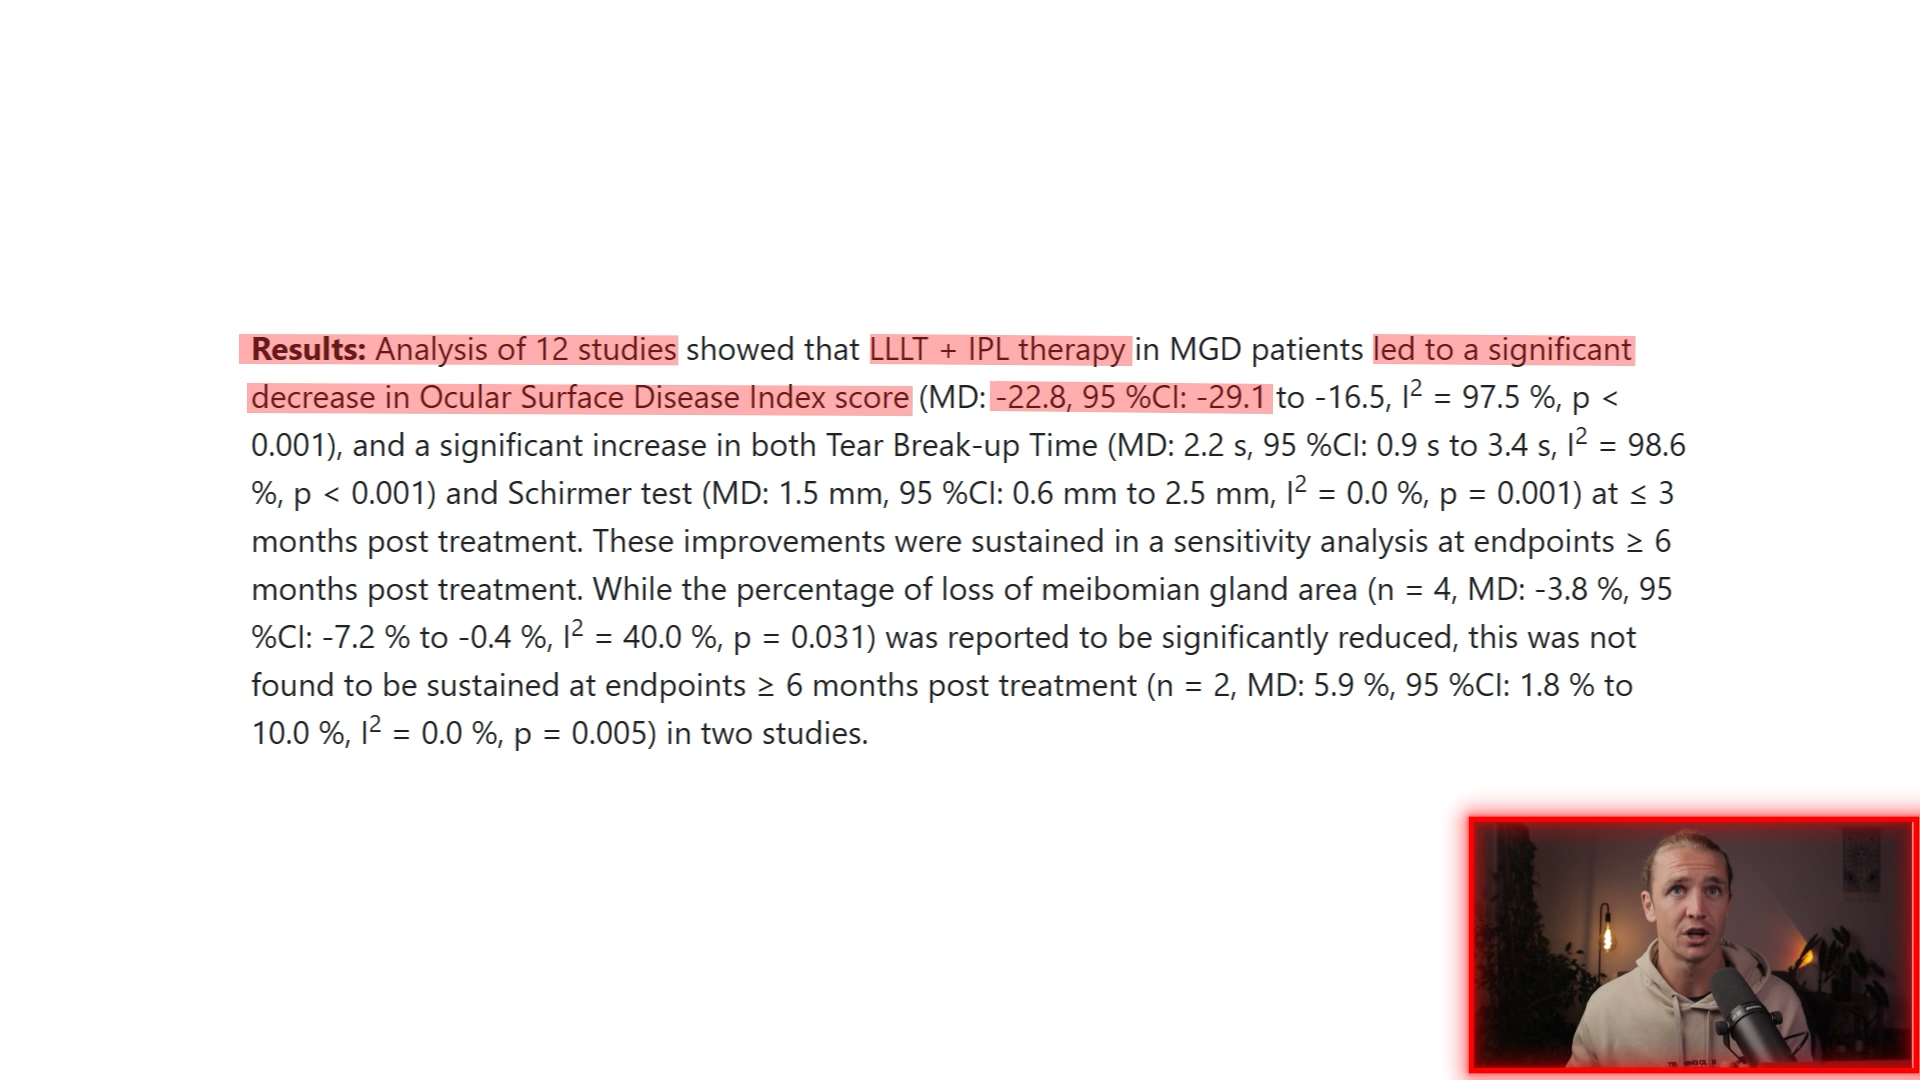 Results: Analysis of 12 studies showed that LLLT + IPL therapy in MGD patients led to a significant
decrease in Ocular Surface Disease Index score (MD: -22.8, 95 %CI: -29.1 to -16.5, I² = 97.5 %, p <
0.001), and a significant increase in both Tear Break-up Time (MD: 2.2 s, 95 %CI: 0.9 s to 3.4 s, I² = 98.6
%, p < 0.001) and Schirmer test (MD: 1.5 mm, 95 %CI: 0.6 mm to 2.5 mm, I² = 0.0 %, p = 0.001) at ≤ 3
months post treatment. These improvements were sustained in a sensitivity analysis at endpoints ≥ 6
months post treatment. While the percentage of loss of meibomian gland area (n = 4, MD: -3.8 %, 95
%CI: -7.2 % to -0.4 %, I² = 40.0 %, p = 0.031) was reported to be significantly reduced, this was not
found to be sustained at endpoints ≥ 6 months post treatment (n = 2, MD: 5.9 %, 95 %CI: 1.8 % to
10.0 %, I² = 0.0 %, p = 0.005) in two studies.